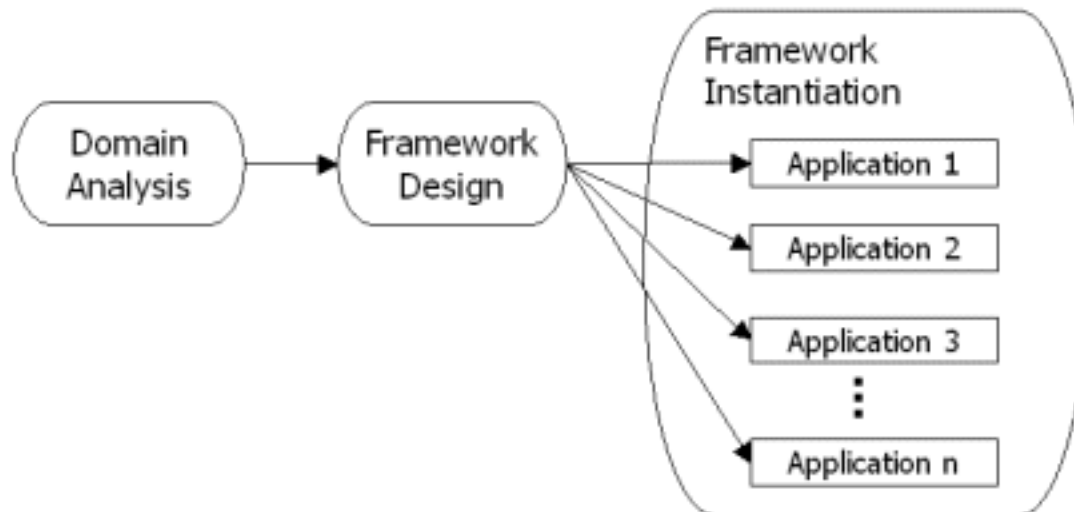 Domain
Analysis
Framework
Design
Framework
Instantiation
Application 1
Application 2
Application 3
Application n